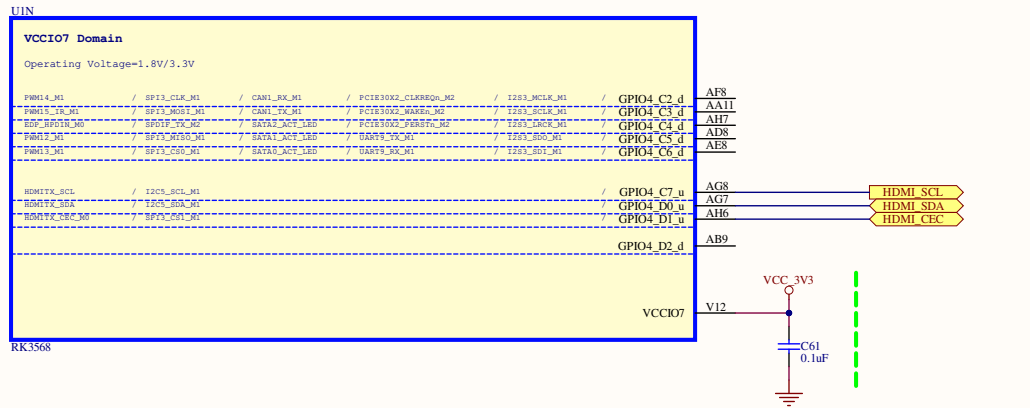 U1N
VCCIO7 Domain
Operating Voltage=1.8V/3.3V
PWM14_M1 / SPI3_CLK_M1 / CAN1_RX_M1 / PCIE30X2_CLKREQn_M2 / I2S3_MCLK_M1 / GPIO4_C2_d AF8
PWM15_IR_M1 / SPI3_MOSI_M1 / CAN1_TX_M1 / PCIE30X2_WAKEn_M2 / I2S3_SCLK_M1 / GPIO4_C3_d AA11
EDP_HPDIN_M0 / SPDIF_TX_M2 / SATA2_ACT_LED / PCIE30X2_PERSTn_M2 / I2S3_LRCK_M1 / GPIO4_C4_d AH7
PWM12_M1 / SPI3_MISO_M1 / SATA1_ACT_LED / UART9_TX_M1 / I2S3_SDO_M1 / GPIO4_C5_d AD8
PWM13_M1 / SPI3_CS0_M1 / SATA0_ACT_LED / UART9_RX_M1 / I2S3_SDI_M1 / GPIO4_C6_d AE8
HDMITX_SCL / I2C5_SCL_M1 / GPIO4_C7_u AG8 HDMI_SCL
HDMITX_SDA / I2C5_SDA_M1 / GPIO4_D0_u AG7 HDMI_SDA
HDMITX_CEC_M0 / SPI3_CS1_M1 / GPIO4_D1_u AH6 HDMI_CEC
GPIO4_D2_d AB9
VCC_3V3
VCCIO7 V12
RK3568
C61
0.1uF